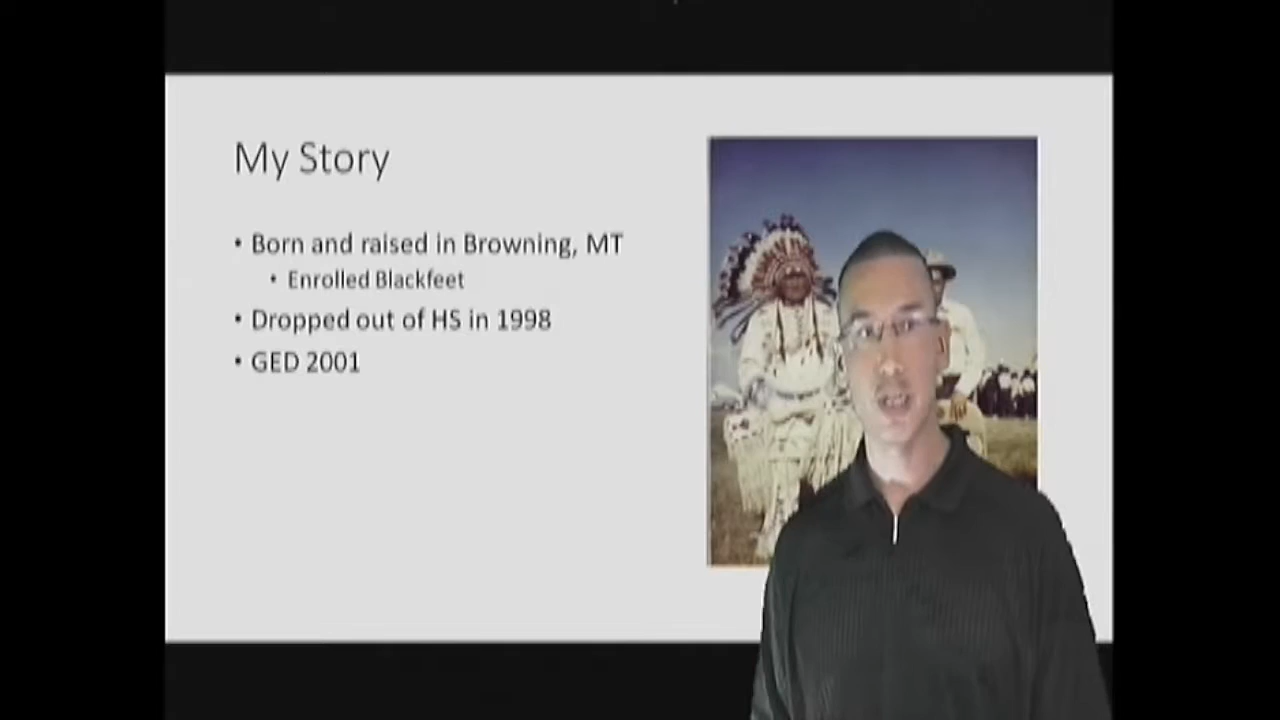 My Story
• Born and raised in Browning, MT
• Enrolled Blackfeet
• Dropped out of HS in 1998
• GED 2001